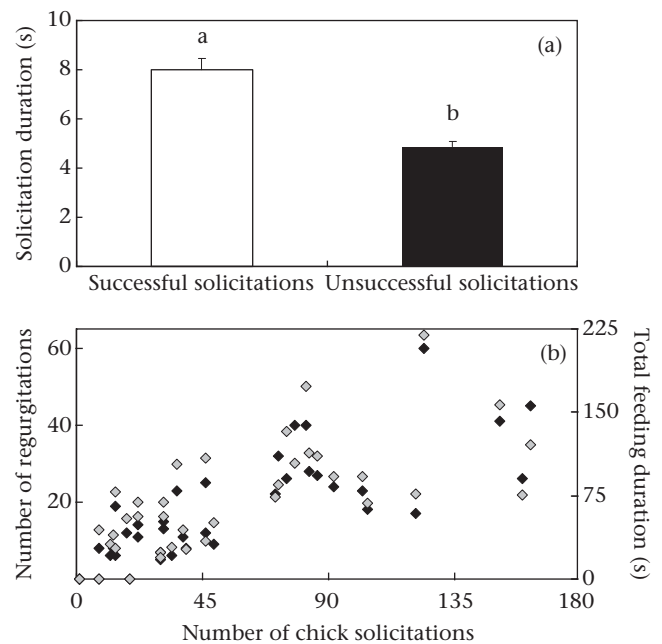 10
(a)
a
8
6
b
4
2
0
Solicitation duration (s)
Successful solicitations Unsuccessful solicitations
60
225
(b)
40
150
20
75
0
0 45 90 135 180
Number of regurgitations
Total feeding duration (s)
Number of chick solicitations